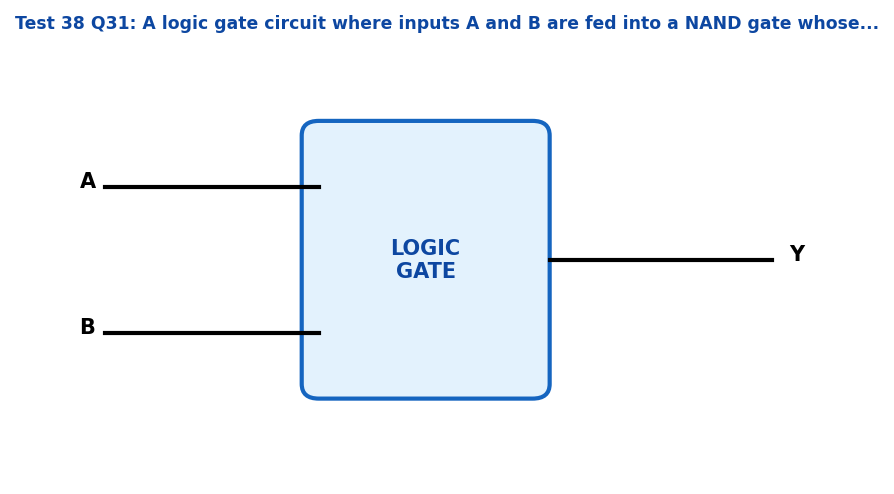 Test 38 Q31: A logic gate circuit where inputs A and B are fed into a NAND gate whose...
A
LOGIC
GATE
Y
B